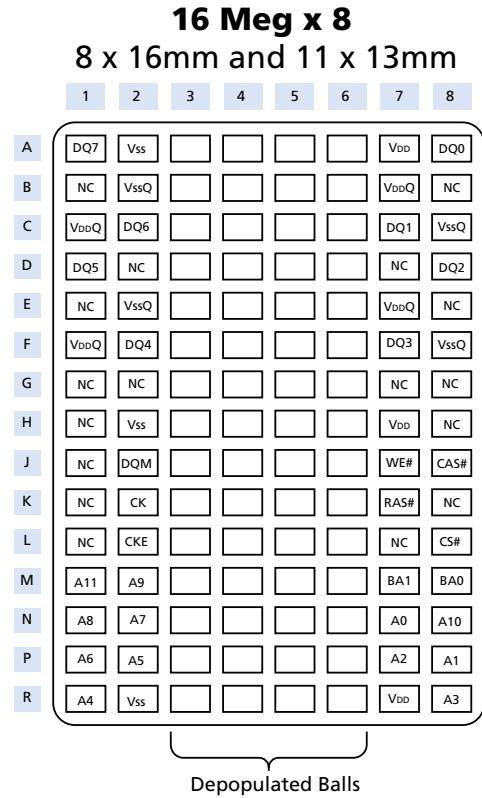 16 Meg x 8
8 x 16mm and 11 x 13mm
1 2 3 4 5 6 7 8
A DQ7 Vss VDD DQ0
B NC VssQ VDDQ NC
C VDDQ DQ6 DQ1 VssQ
D DQ5 NC NC DQ2
E NC VssQ VDDQ NC
F VDDQ DQ4 DQ3 VssQ
G NC NC NC NC
H NC Vss VDD NC
J NC DQM WE# CAS#
K NC CK RAS# NC
L NC CKE NC CS#
M A11 A9 BA1 BA0
N A8 A7 A0 A10
P A6 A5 A2 A1
R A4 Vss VDD A3
Depopulated Balls